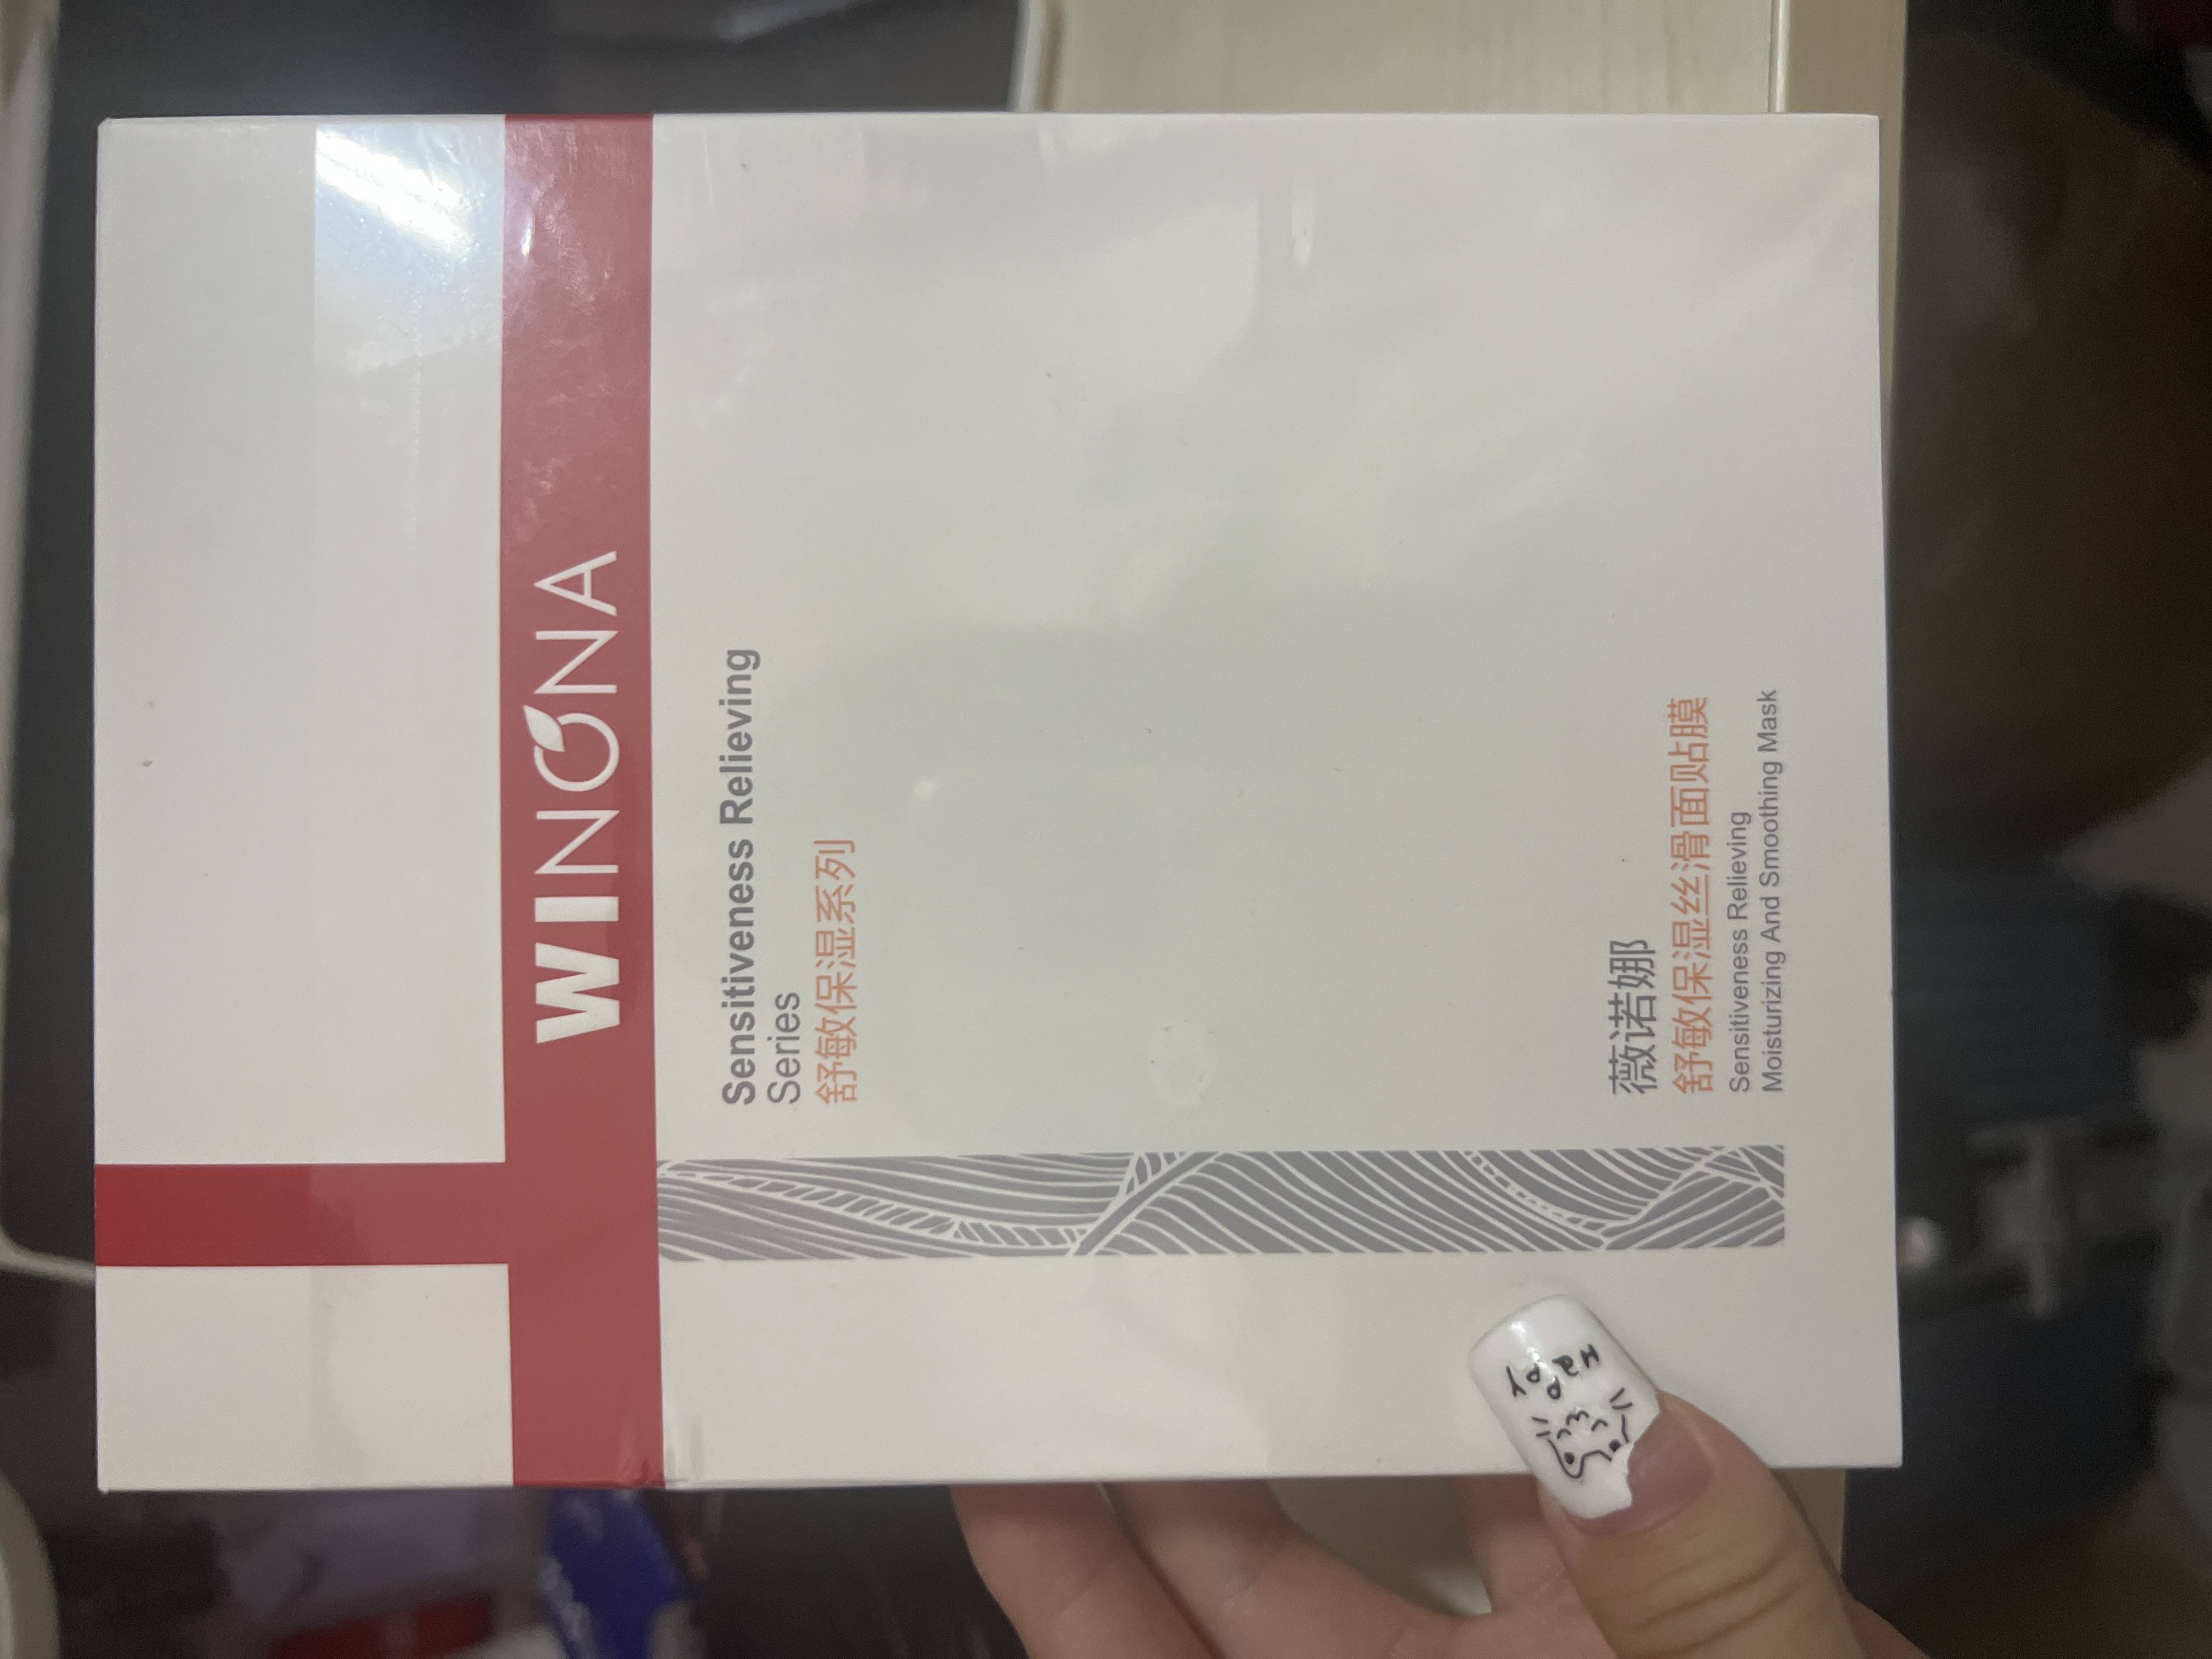 WINONA
Sensitiveness Relieving
Series
舒敏保湿系列
薇诺娜
舒敏保湿丝滑面贴膜
Sensitiveness Relieving
Moisturizing And Smoothing Mask
HaPPY